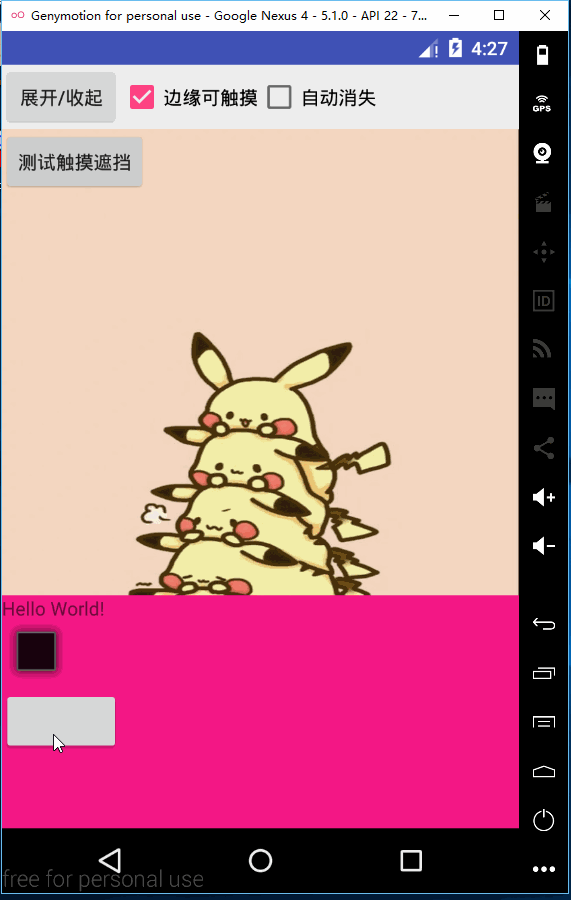 Genymotion for personal use - Google Nexus 4 - 5.1.0 - API 22 - 7...
4:27
展开/收起 边缘可触摸 自动消失
GPS
测试触摸遮挡
ID
Hello World!
free for personal use